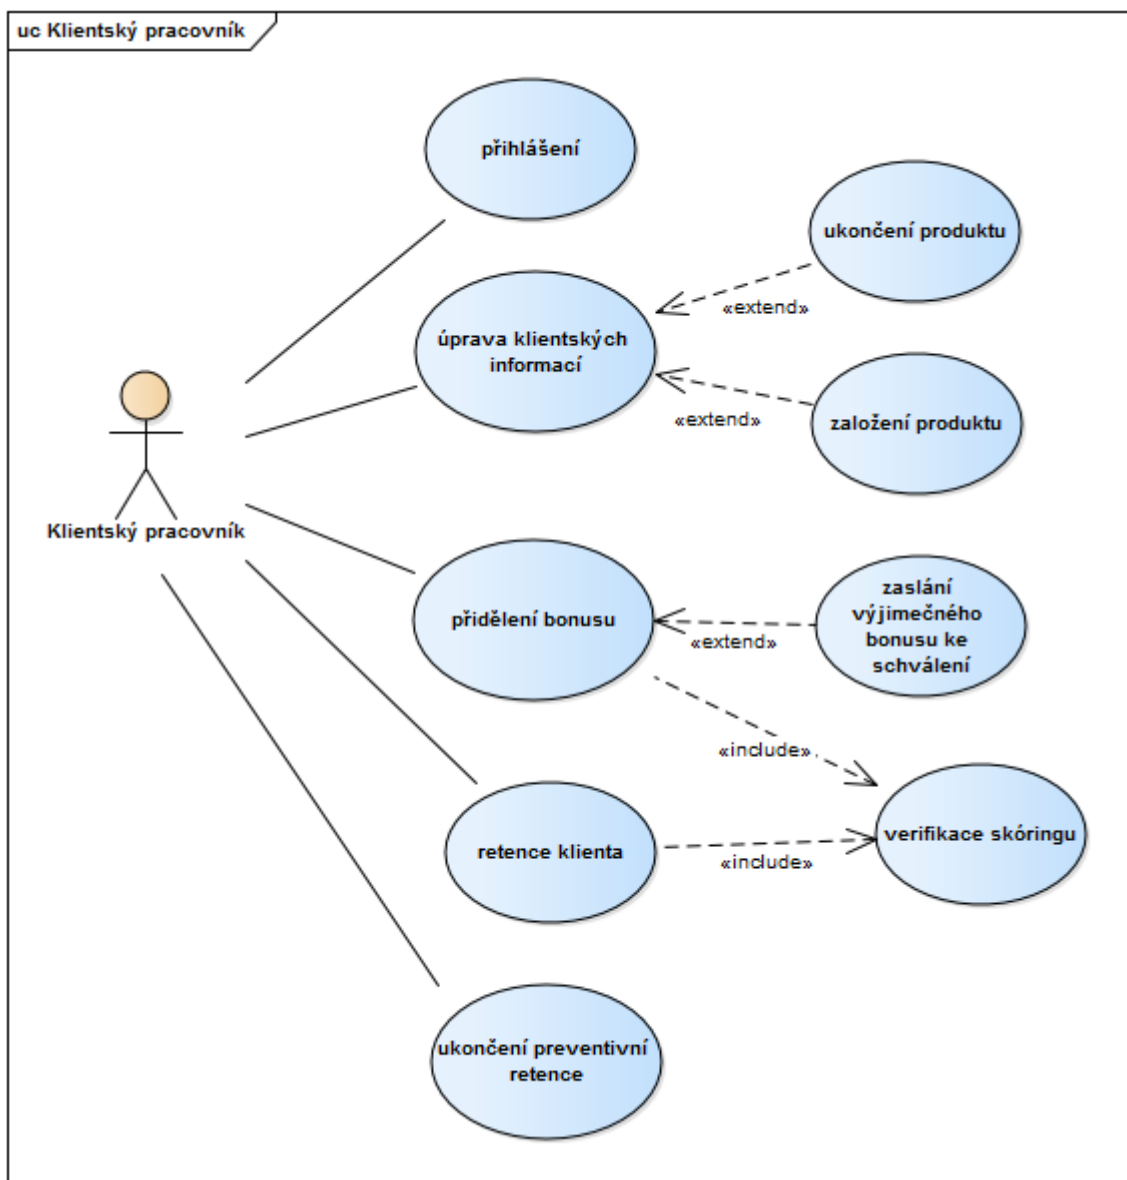 uc Klientský pracovník
přihlášení
ukončení produktu
«extend»
úprava klientských
informací
«extend»
založení produktu
Klientský pracovník
přidělení bonusu
«extend»
zaslání
výjimečného
bonusu ke
schválení
«include»
retence klienta
«include»
verifikace skóringu
ukončení preventivní
retence